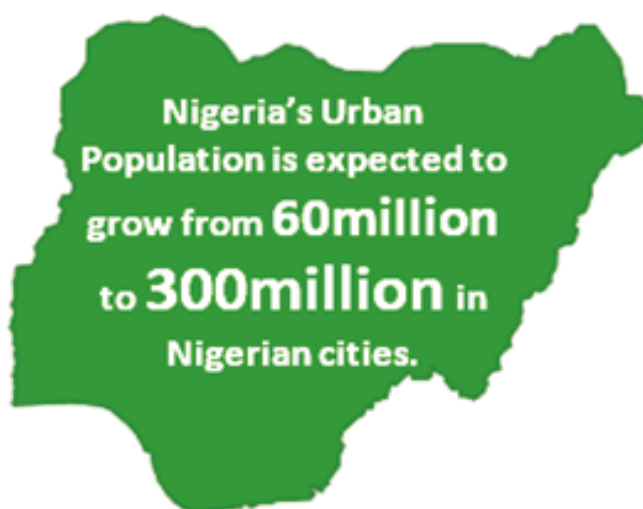 Nigeria’s Urban
Population is expected to
grow from 60million
to 300million in
Nigerian cities.